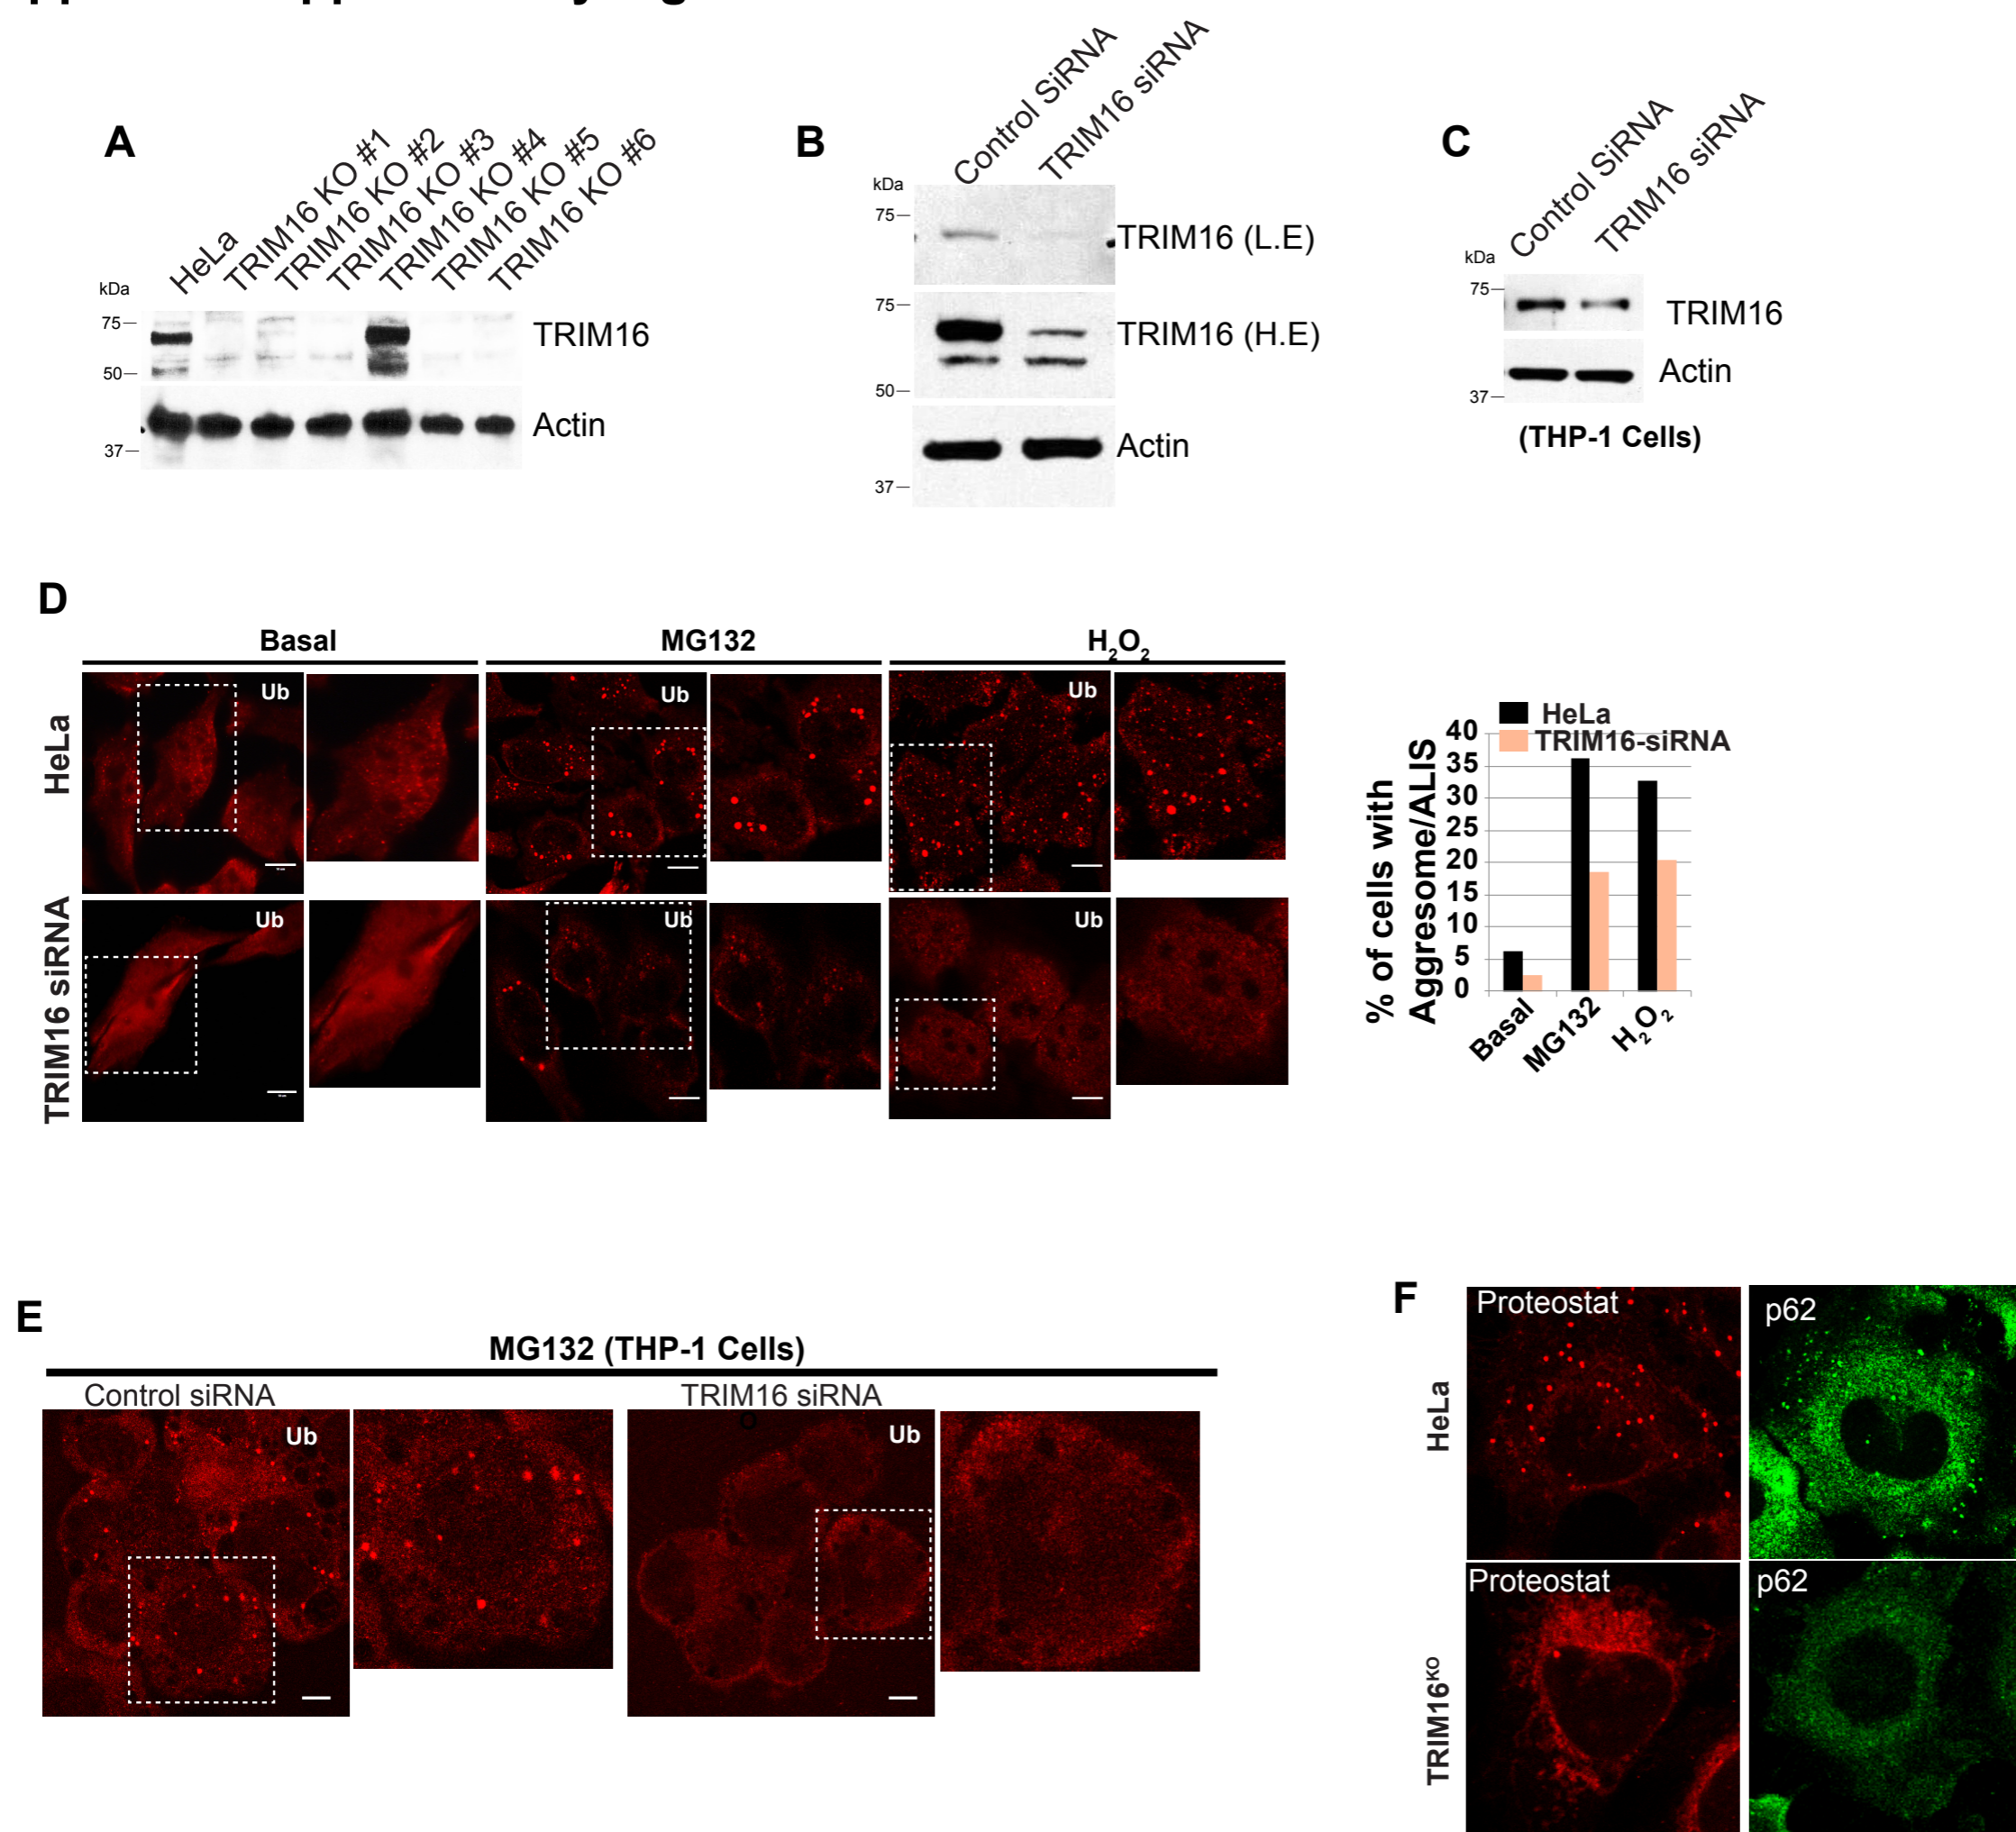 A
HeLa
TRIM16 KO #1
TRIM16 KO #2
TRIM16 KO #3
TRIM16 KO #4
TRIM16 KO #5
TRIM16 KO #6
kDa
75
50
37
TRIM16
Actin
B
Control SiRNA
TRIM16 siRNA
kDa
75
TRIM16 (L.E)
75
TRIM16 (H.E)
50
Actin
37
C
Control SiRNA
TRIM16 siRNA
kDa
75
TRIM16
Actin
37
(THP-1 Cells)
D
Basal
MG132
H2O2
HeLa
Ub
Ub
Ub
TRIM16 siRNA
Ub
Ub
Ub
HeLa
TRIM16-siRNA
% of cells with
Aggresome/ALIS
40
35
30
25
20
15
10
5
0
Basal
MG132
H2O2
E
MG132 (THP-1 Cells)
Control siRNA
TRIM16 siRNA
Ub
Ub
F
HeLa
Proteostat
p62
TRIM16KO
Proteostat
p62